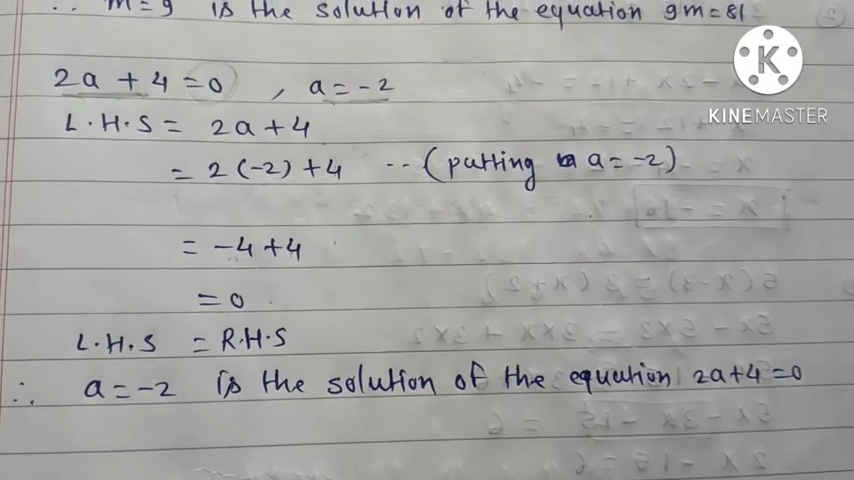 ∴ m = 9 is the solution of the equation 9m = 81
2a + 4 = 0 , a = -2
L.H.S = 2a + 4
= 2 (-2) + 4 -- (putting a = -2)
= -4 + 4
= 0
L.H.S = R.H.S
∴ a = -2 is the solution of the equation 2a+4=0
K
KINEMASTER